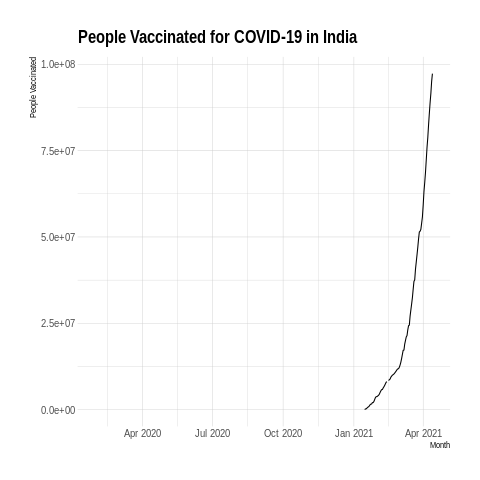 People Vaccinated for COVID-19 in India
People Vaccinated
1.0e+08
7.5e+07
5.0e+07
2.5e+07
0.0e+00
Apr 2020 Jul 2020 Oct 2020 Jan 2021 Apr 2021
Month